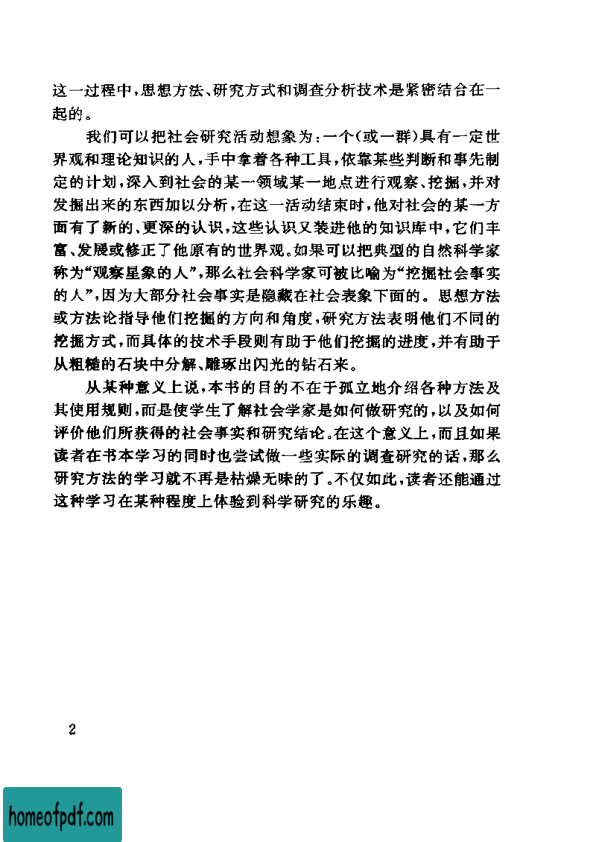 这一过程中，思想方法、研究方式和调查分析技术是紧密结合在一
起的。
我们可以把社会研究活动想象为：一个（或一群）具有一定世
界观和理论知识的人，手中拿着各种工具，依靠某些判断和事先制
定的计划，深入到社会的某一领域某一地点进行观察、挖掘，并对
发掘出来的东西加以分析，在这一活动结束时，他对社会的某一方
面有了新的、更深的认识，这些认识又装进他的知识库中，它们丰
富、发展或修正了他原有的世界观。如果可以把典型的自然科学家
称为“观察星象的人”，那么社会科学家可被比喻为“挖掘社会事实
的人”，因为大部分社会事实是隐藏在社会表象下面的。思想方法
或方法论指导他们挖掘的方向和角度，研究方法表明他们不同的
挖掘方式，而具体的技术手段则有助于他们挖掘的进度，并有助于
从粗糙的石块中分解、雕琢出闪光的钻石来。
从某种意义上说，本书的目的不在于孤立地介绍各种方法及
其使用规则，而是使学生了解社会学家是如何做研究的，以及如何
评价他们所获得的社会事实和研究结论。在这个意义上，而且如果
读者在书本学习的同时也尝试做一些实际的调查研究的话，那么
研究方法的学习就不再是枯燥无味的了。不仅如此，读者还能通过
这种学习在某种程度上体验到科学研究的乐趣。
2
homeofpdf.com